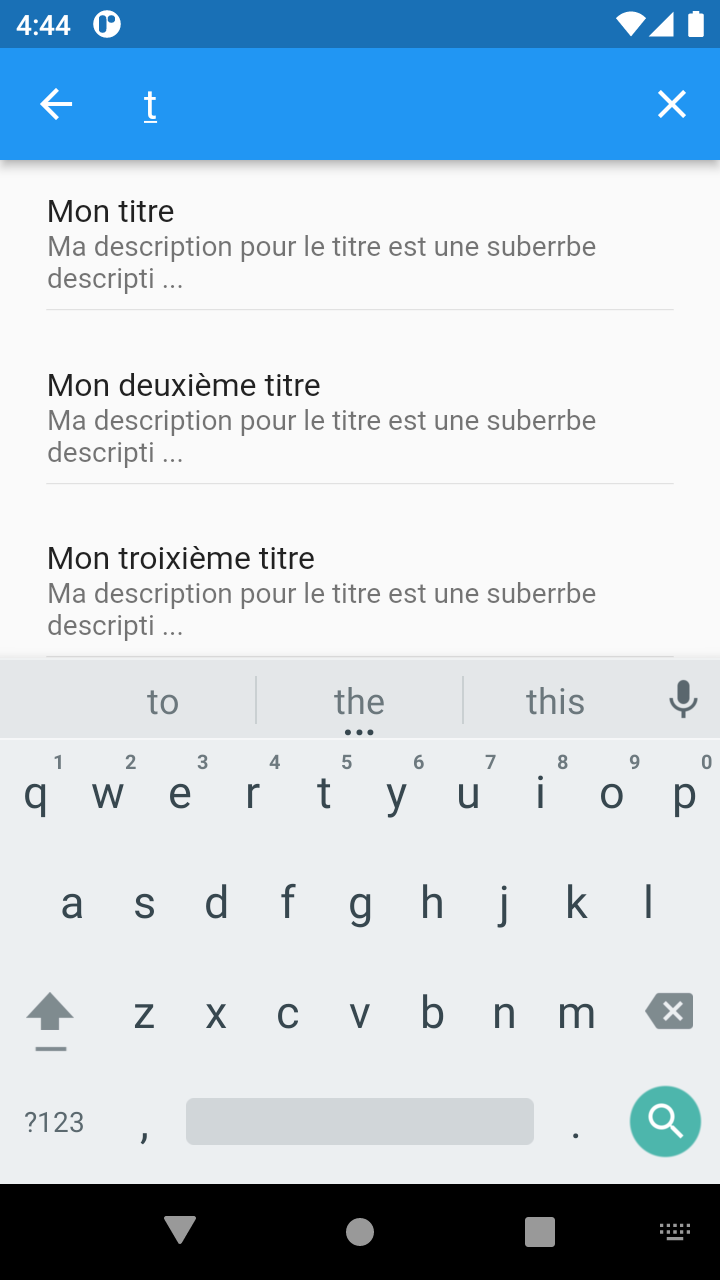 4:44
t
Mon titre
Ma description pour le titre est une suberrbe
descripti ...
Mon deuxième titre
Ma description pour le titre est une suberrbe
descripti ...
Mon troixième titre
Ma description pour le titre est une suberrbe
descripti ...
to the this
1 2 3 4 5 6 7 8 9 0
q w e r t y u i o p
a s d f g h j k l
z x c v b n m
?123 , .